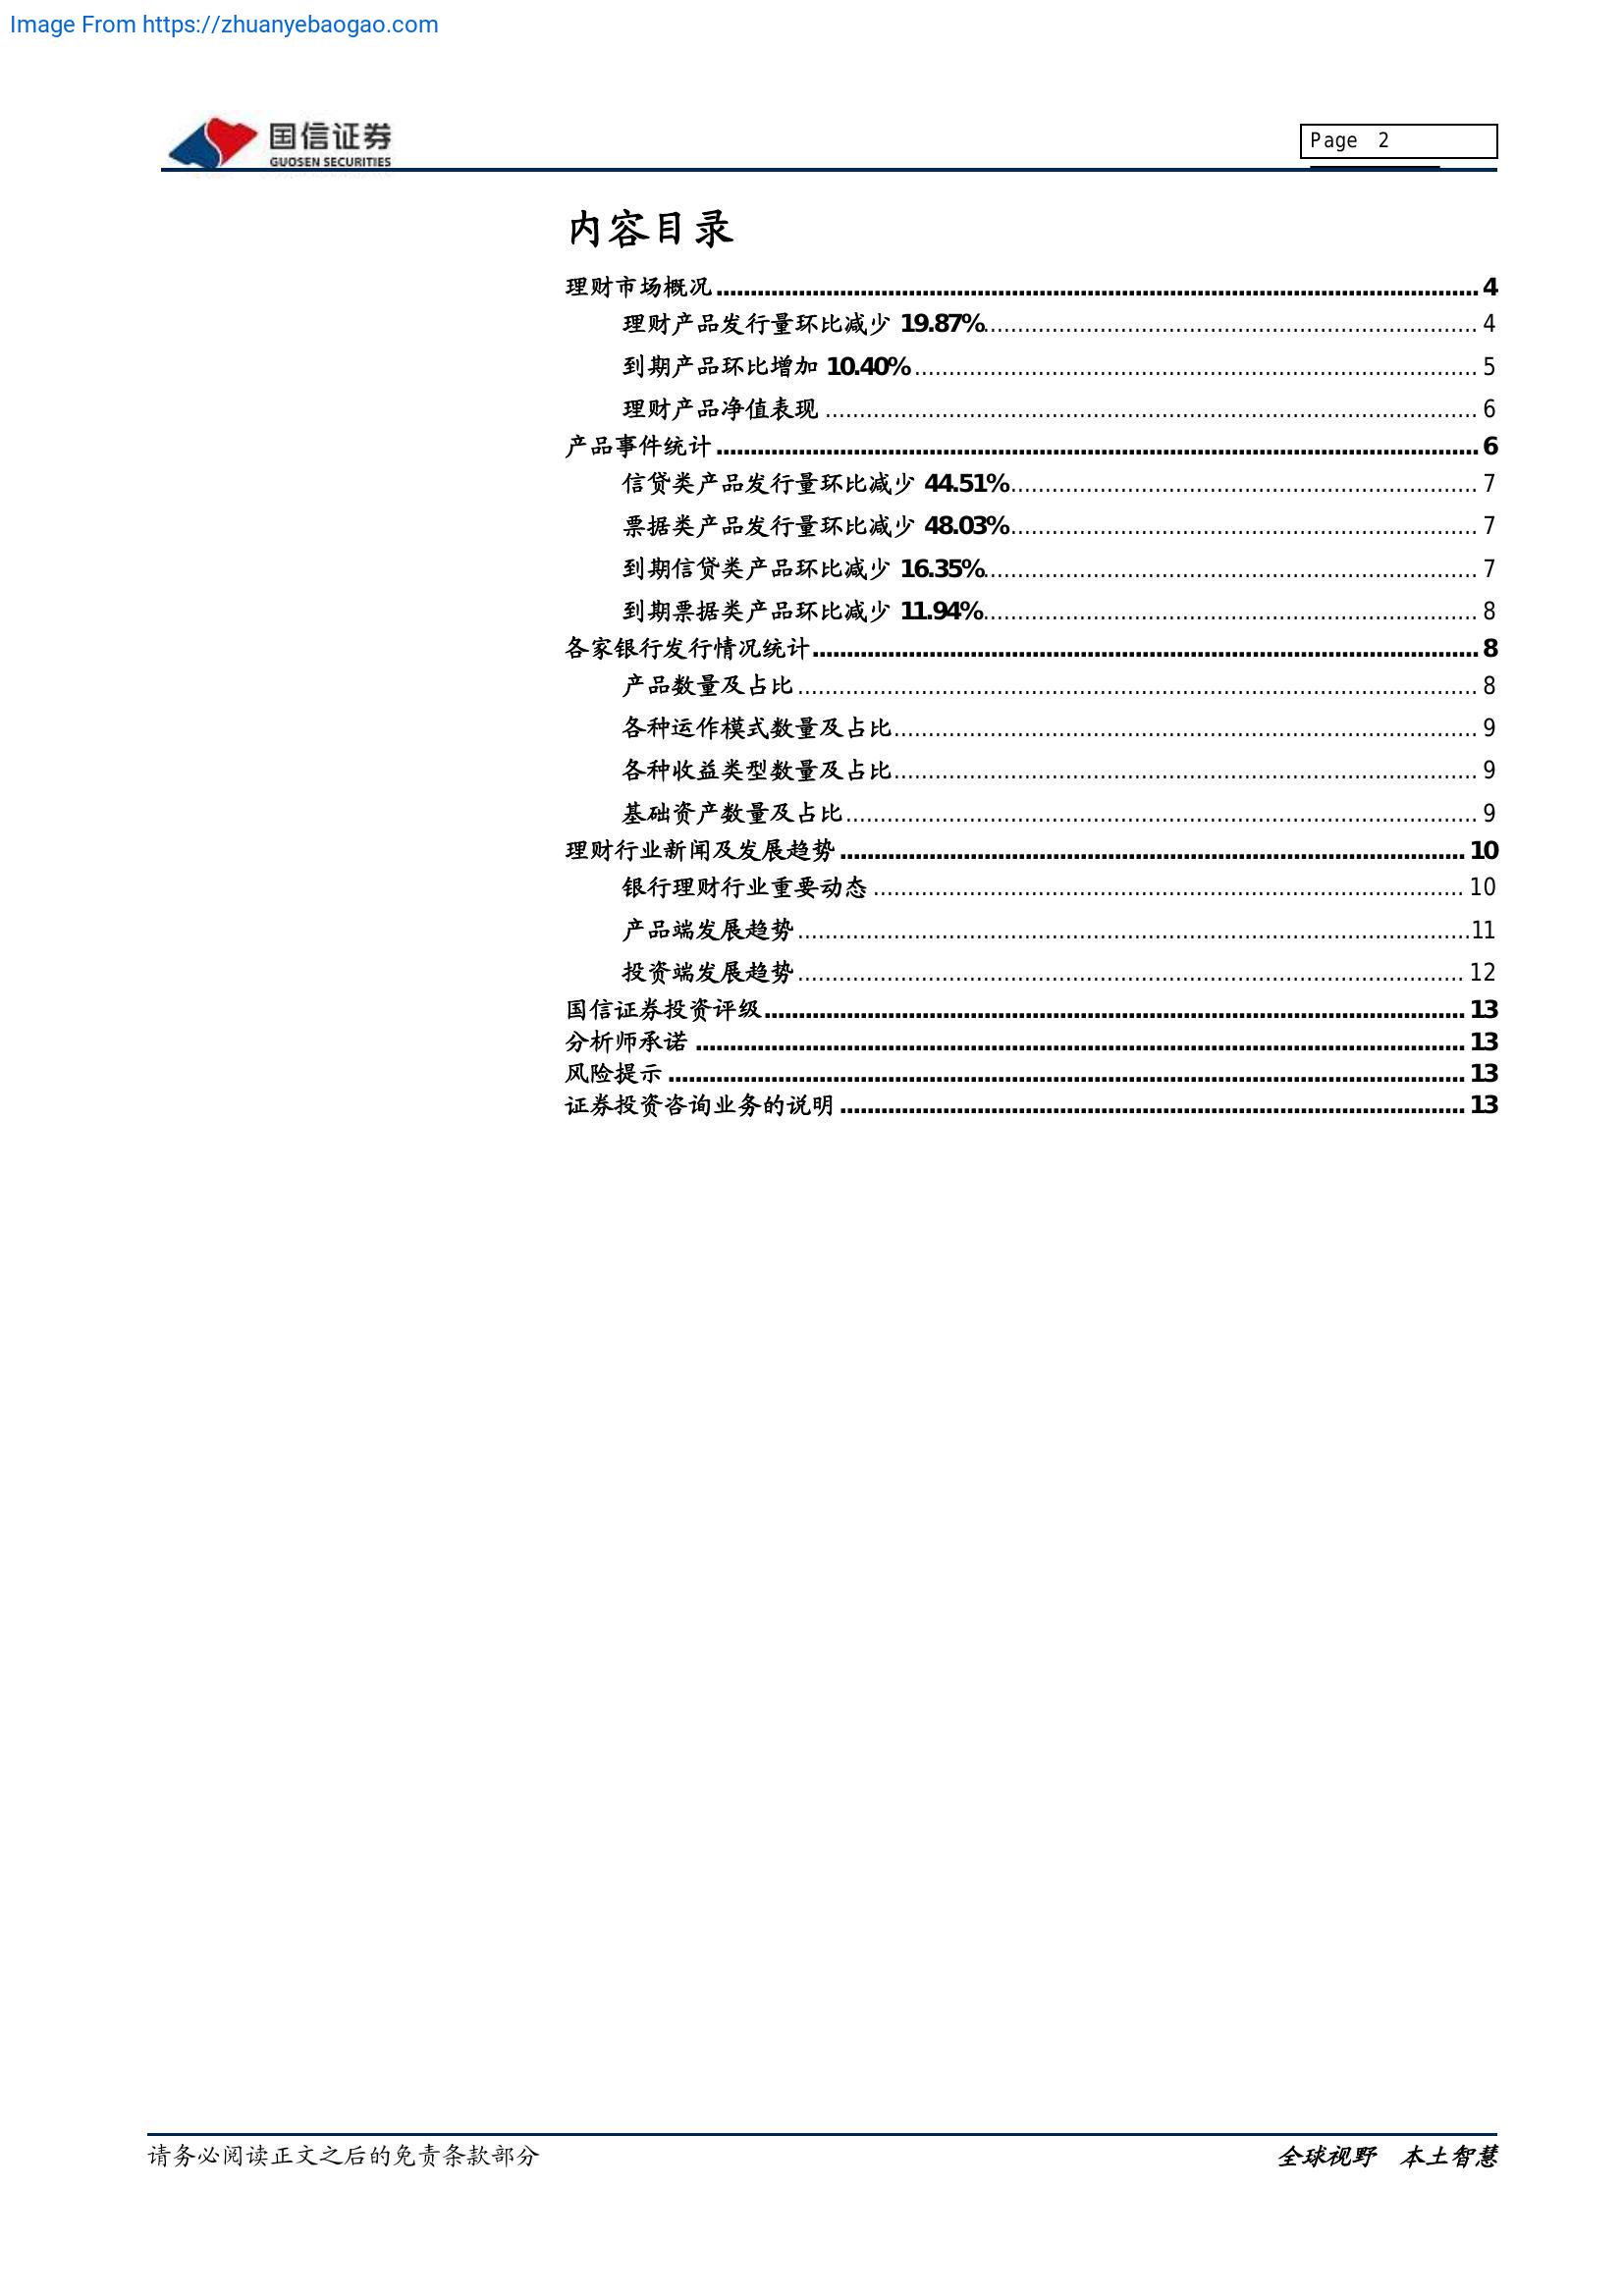 Image From https://zhuanyebaogao.com
国信证券
GUOSEN SECURITIES
Page 2
内容目录
理财市场概况........................................ 4
理财产品发行量环比减少 19.87%........................................ 4
到期产品环比增加 10.40%........................................ 5
理财产品净值表现........................................ 6
产品事件统计........................................ 6
信贷类产品发行量环比减少 44.51%........................................ 7
票据类产品发行量环比减少 48.03%........................................ 7
到期信贷类产品环比减少 16.35%........................................ 7
到期票据类产品环比减少 11.94%........................................ 8
各家银行发行情况统计........................................ 8
产品数量及占比........................................ 8
各种运作模式数量及占比........................................ 9
各种收益类型数量及占比........................................ 9
基础资产数量及占比........................................ 9
理财行业新闻及发展趋势........................................ 10
银行理财行业重要动态........................................ 10
产品端发展趋势........................................ 11
投资端发展趋势........................................ 12
国信证券投资评级........................................ 13
分析师承诺........................................ 13
风险提示........................................ 13
证券投资咨询业务的说明........................................ 13
请务必阅读正文之后的免责条款部分
全球视野 本土智慧